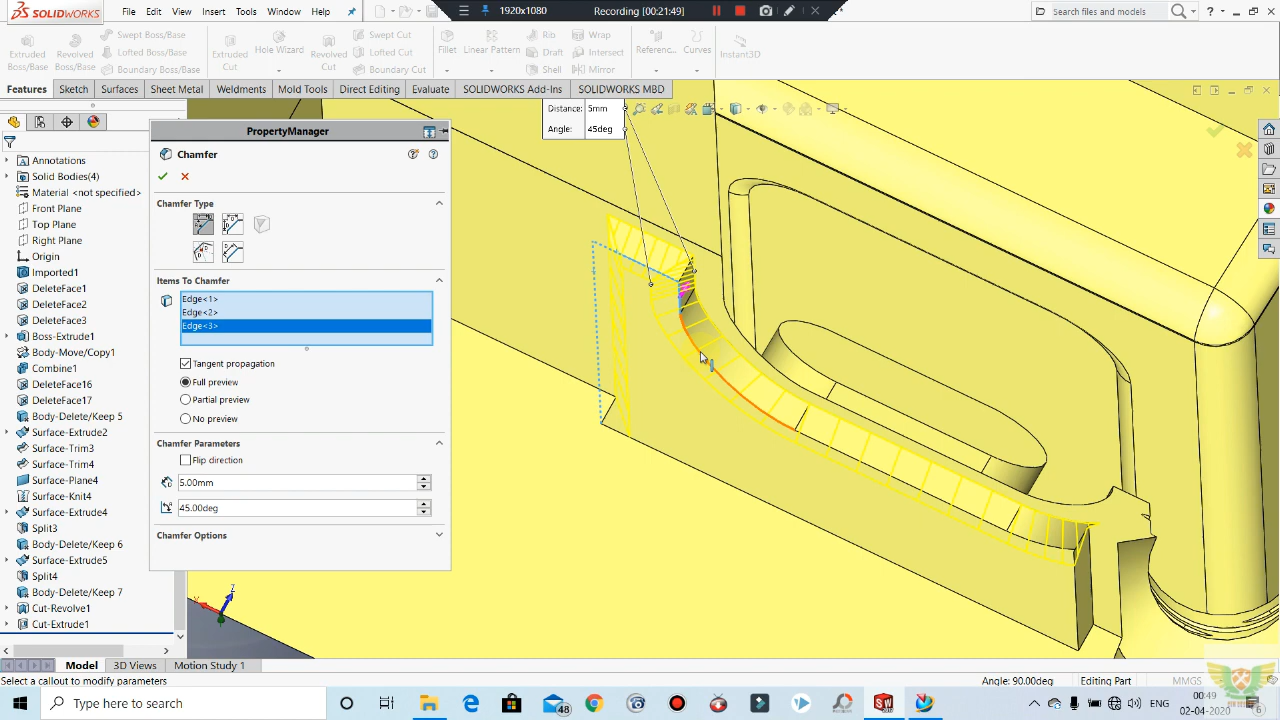 SOLIDWORKS
File
Edit
View
Insert
Tools
Window
Help
1920x1080
Recording [00:21:49]
Search files and models
Extruded Boss/Base
Revolved Boss/Base
Swept Boss/Base
Lofted Boss/Base
Boundary Boss/Base
Extruded Cut
Hole Wizard
Revolved Cut
Swept Cut
Lofted Cut
Boundary Cut
Fillet
Linear Pattern
Rib
Draft
Shell
Wrap
Intersect
Mirror
Referenc...
Curves
Instant3D
Features
Sketch
Surfaces
Sheet Metal
Weldments
Mold Tools
Direct Editing
Evaluate
SOLIDWORKS Add-Ins
SOLIDWORKS MBD
Distance: 5mm
Angle: 45deg
PropertyManager
Chamfer
Chamfer Type
Items To Chamfer
Edge<1>
Edge<2>
Edge<3>
Tangent propagation
Full preview
Partial preview
No preview
Chamfer Parameters
Flip direction
5.00mm
45.00deg
Chamfer Options
Annotations
Solid Bodies(4)
Material <not specified>
Front Plane
Top Plane
Right Plane
Origin
Imported1
DeleteFace1
DeleteFace2
DeleteFace3
Boss-Extrude1
Body-Move/Copy1
Combine1
DeleteFace16
DeleteFace17
Body-Delete/Keep 5
Surface-Extrude2
Surface-Trim3
Surface-Trim4
Surface-Plane4
Surface-Knit4
Surface-Extrude4
Split3
Body-Delete/Keep 6
Surface-Extrude5
Split4
Body-Delete/Keep 7
Cut-Revolve1
Cut-Extrude1
Z
Model
3D Views
Motion Study 1
Select a callout to modify parameters
Angle: 90.00deg
Editing Part
MMGS
Type here to search
48
SW
ENG
00:49
02-04-2020
6